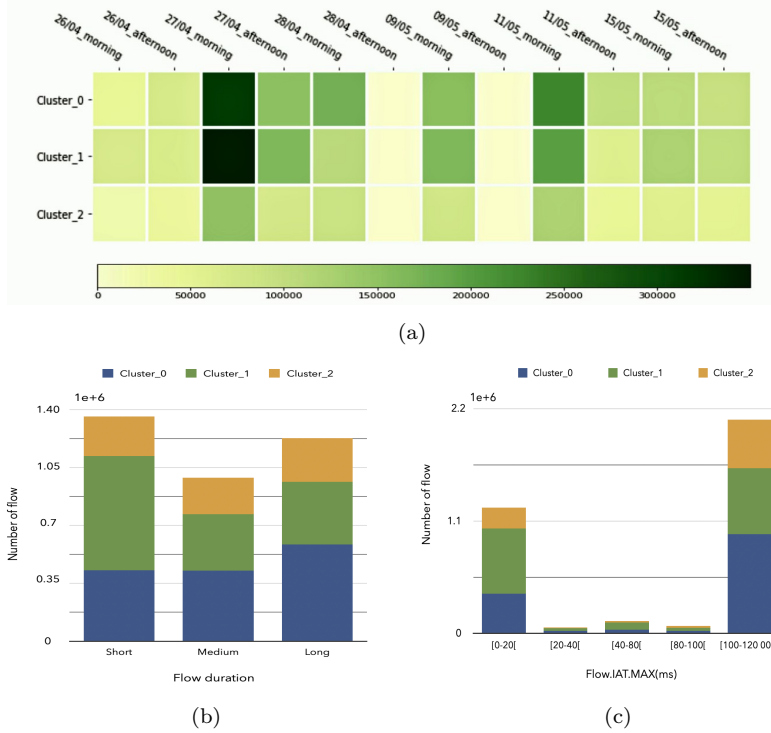 26/04_morning 26/04_afternoon 27/04_morning 27/04_afternoon 28/04_morning 28/04_afternoon 09/05_morning 09/05_afternoon 11/05_morning 11/05_afternoon 15/05_morning 15/05_afternoon
Cluster_0
Cluster_1
Cluster_2
0 50000 100000 150000 200000 250000 300000
(a)
Cluster_0 Cluster_1 Cluster_2
1e+6
1.40
1.05
0.7
0.35
0
Number of flow
Short Medium Long
Flow duration
(b)
Cluster_0 Cluster_1 Cluster_2
1e+6
2.2
1.1
0
Number of flow
[0-20[ [20-40[ [40-80[ [80-100[ [100-120 00
Flow.IAT.MAX(ms)
(c)